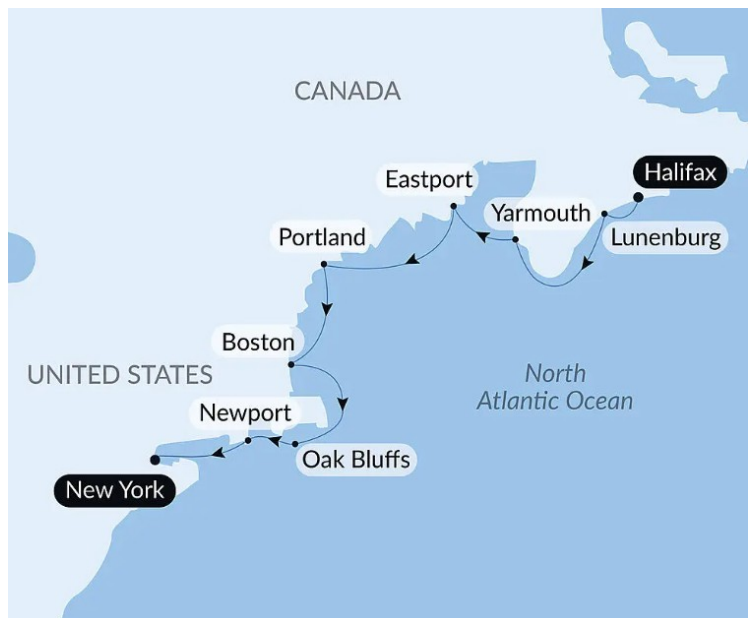 CANADA
Halifax
Eastport
Yarmouth
Lunenburg
Portland
Boston
UNITED STATES
North
Atlantic Ocean
Newport
Oak Bluffs
New York